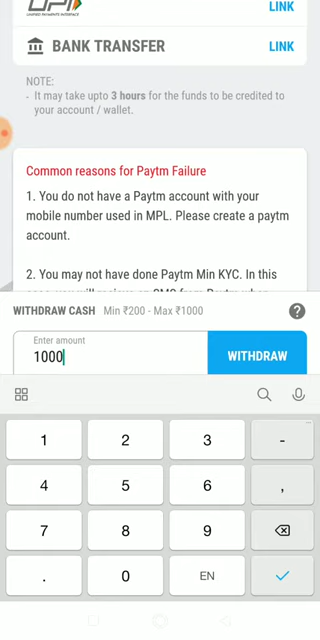 UPI
UNIFIED PAYMENTS INTERFACE
LINK
BANK TRANSFER
LINK
NOTE:
- It may take upto 3 hours for the funds to be credited to
your account / wallet.
Common reasons for Paytm Failure
1. You do not have a Paytm account with your
mobile number used in MPL. Please create a paytm
account.
2. You may not have done Paytm Min KYC. In this
WITHDRAW CASH Min ₹200 - Max ₹1000
?
Enter amount
1000
WITHDRAW
1 2 3 -
4 5 6 ,
7 8 9
. 0 EN